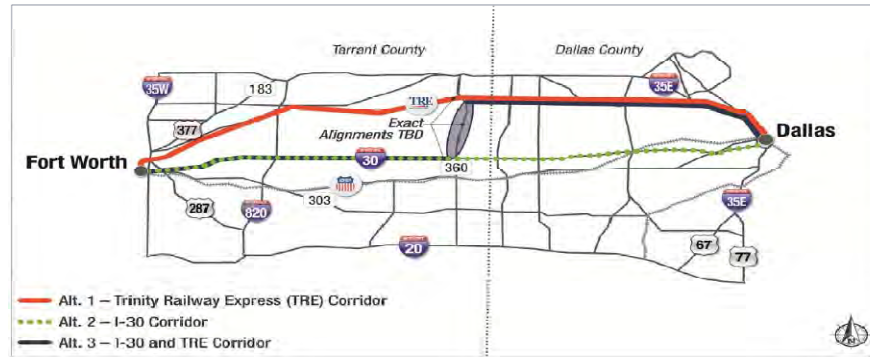 Tarrant County
Dallas County
35W
183
35E
TRE
377
Exact
Alignments TBD
Dallas
Fort Worth
30
360
303
287
820
35E
20
67
77
Alt. 1 – Trinity Railway Express (TRE) Corridor
Alt. 2 – I-30 Corridor
Alt. 3 – I-30 and TRE Corridor
N